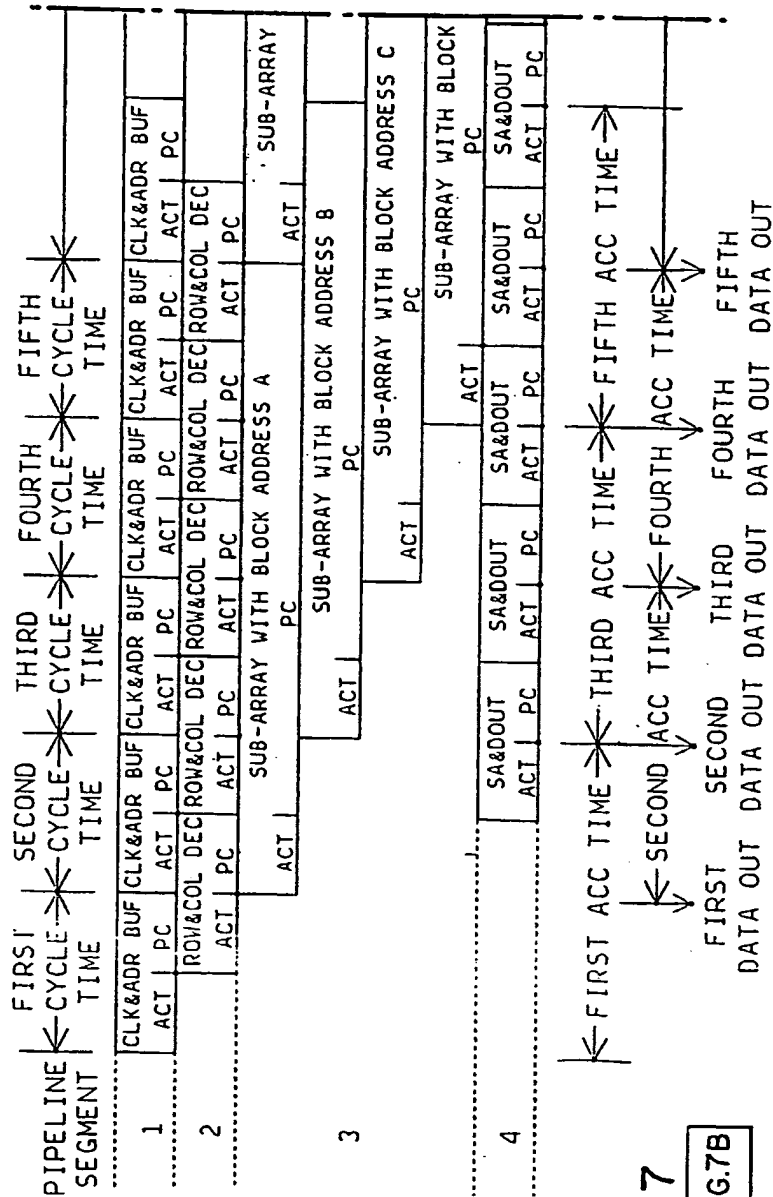 FIRST SECOND THIRD FOURTH FIFTH
PIPELINE CYCLE CYCLE CYCLE CYCLE CYCLE
SEGMENT TIME TIME TIME TIME TIME
1
CLK&ADR BUF CLK&ADR BUF CLK&ADR BUF CLK&ADR BUF CLK&ADR BUF CLK&ADR BUF
ACT PC ACT PC ACT PC ACT PC ACT PC ACT PC
2
ROW&COL DEC ROW&COL DEC ROW&COL DEC ROW&COL DEC ROW&COL DEC
ACT PC ACT PC ACT PC ACT PC ACT PC
3
SUB-ARRAY WITH BLOCK ADDRESS A SUB-ARRAY
ACT PC ACT
SUB-ARRAY WITH BLOCK ADDRESS B
ACT PC
SUB-ARRAY WITH BLOCK ADDRESS C
ACT PC
SUB-ARRAY WITH BLOCK
ACT PC
4
SA&DOUT SA&DOUT SA&DOUT SA&DOUT SA&DOUT
ACT PC ACT PC ACT PC ACT PC ACT PC
FIRST ACC TIME THIRD ACC TIME FIFTH ACC TIME
SECOND ACC TIME FOURTH ACC TIME
FIRST SECOND THIRD FOURTH FIFTH
DATA OUT DATA OUT DATA OUT DATA OUT DATA OUT
7
G.7B